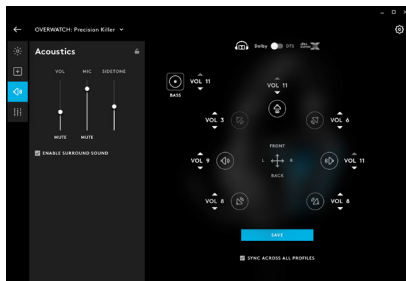 OVERWATCH: Precision Killer
Acoustics
Dolby DTS dts X
VOL MIC SIDETONE
MUTE MUTE
ENABLE SURROUND SOUND
VOL 11
BASS
VOL 11
VOL 3
VOL 6
FRONT
VOL 9
L R
VOL 11
BACK
VOL 8
VOL 8
SAVE
SYNC ACROSS ALL PROFILES